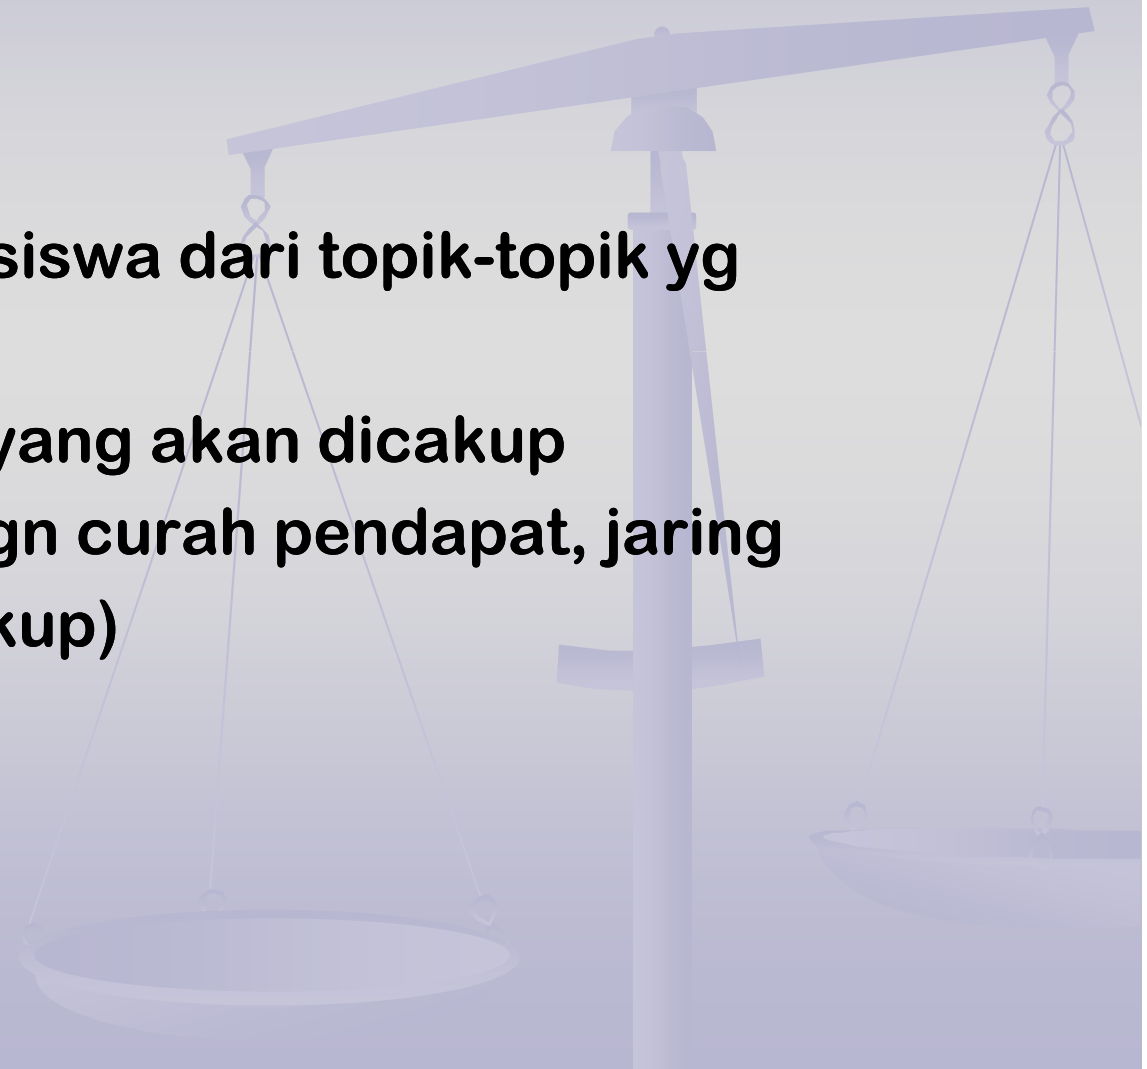 siswa dari topik-topik yg
yang akan dicakup
gn curah pendapat, jaring
kup)